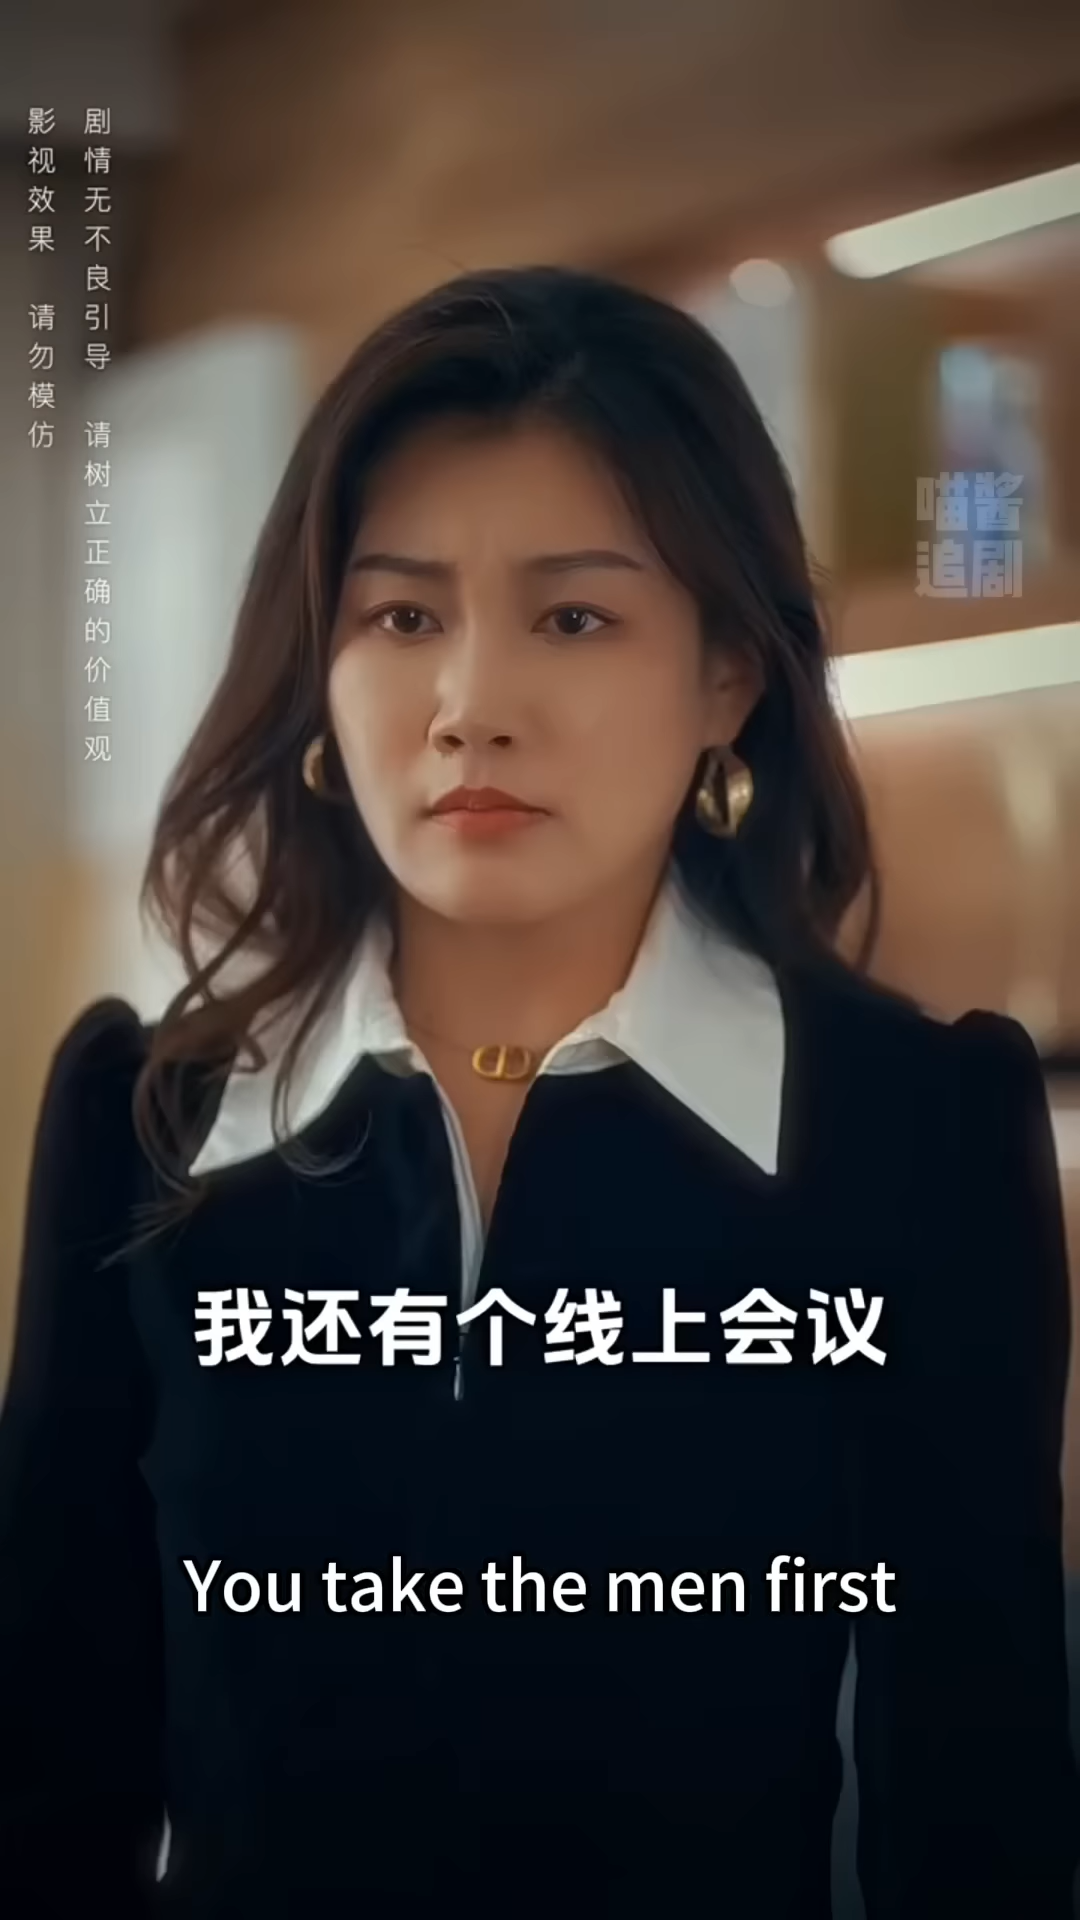 剧情无不良引导 请树立正确的价值观
影视效果 请勿模仿
喵酱
追剧
我还有个线上会议
You take the men first